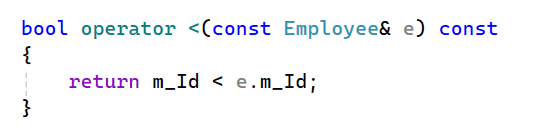 bool operator <(const Employee& e) const
{
    return m_Id < e.m_Id;
}